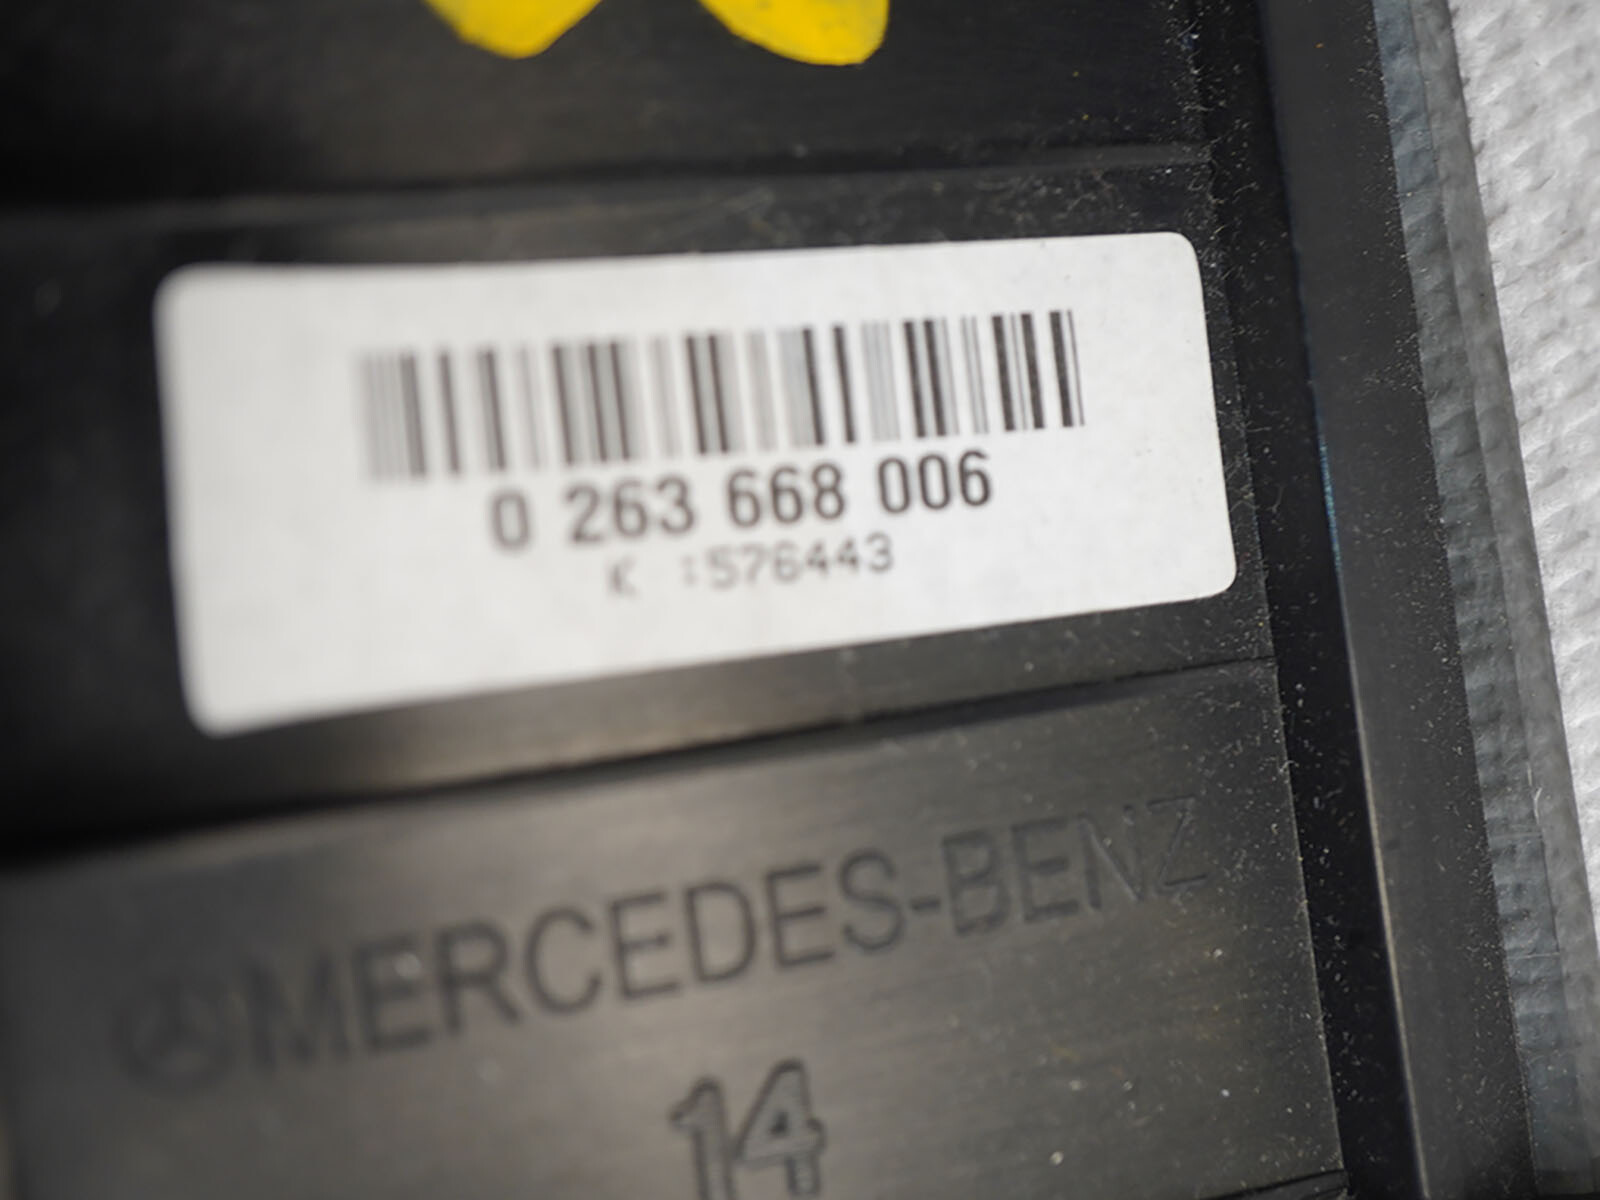 0 263 668 006
K :576443
MERCEDES-BENZ
14